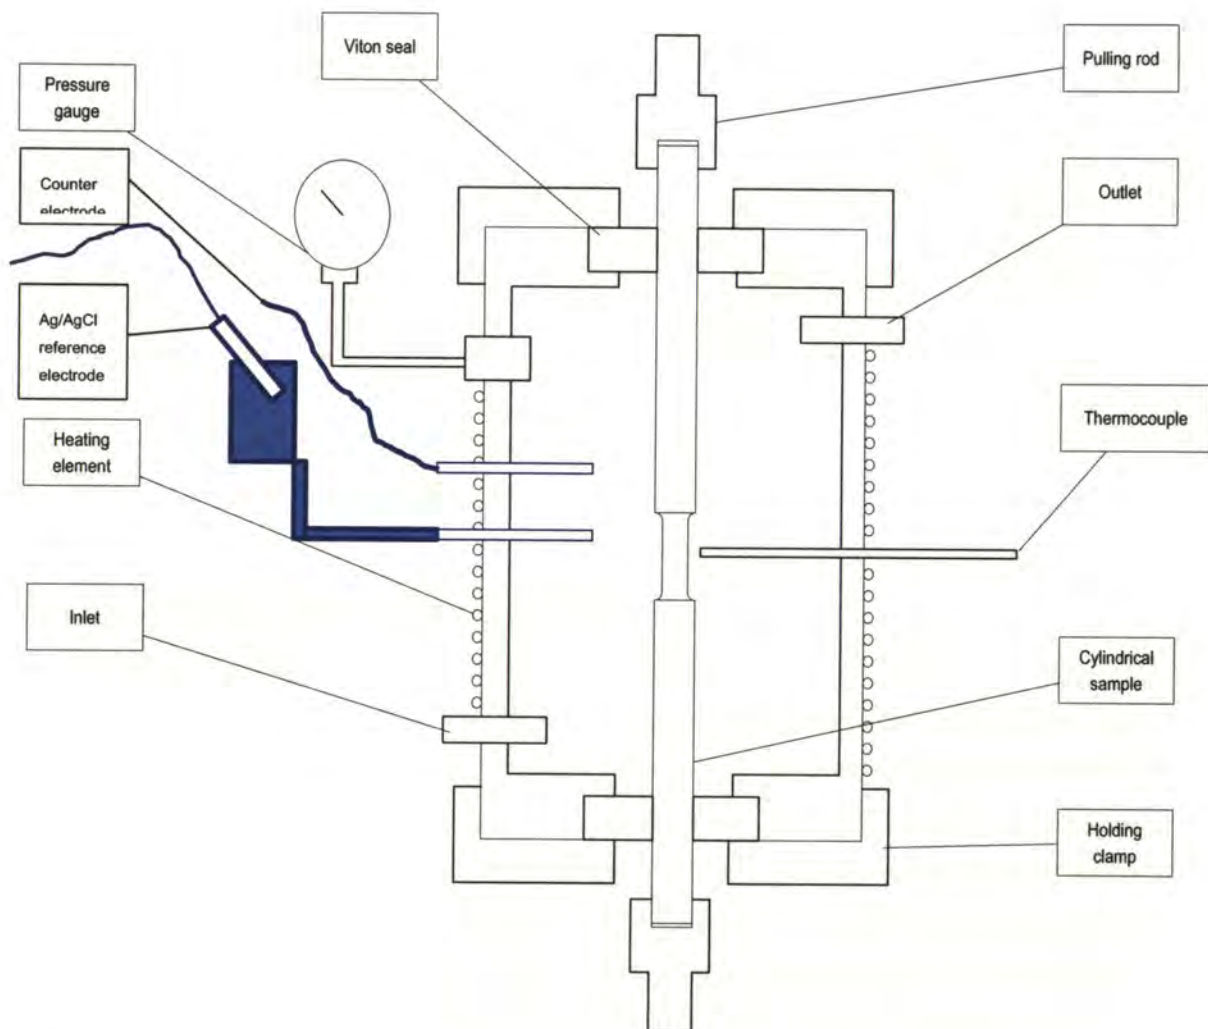 Viton seal
Pulling rod
Pressure
gauge
Counter
electrode
Outlet
Ag/AgCl
reference
electrode
Thermocouple
Heating
element
Inlet
Cylindrical
sample
Holding
clamp